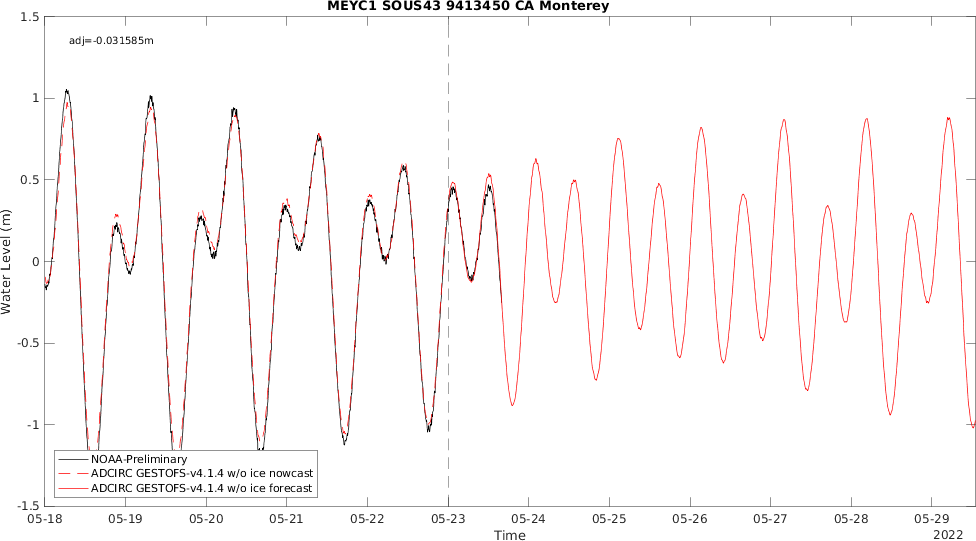 MEYC1 SOUS43 9413450 CA Monterey
adj=-0.031585m
1.5
1
0.5
0
-0.5
-1
-1.5
Water Level (m)
NOAA-Preliminary
ADCIRC GESTOFS-v4.1.4 w/o ice nowcast
ADCIRC GESTOFS-v4.1.4 w/o ice forecast
05-18 05-19 05-20 05-21 05-22 05-23 05-24 05-25 05-26 05-27 05-28 05-29
Time
2022